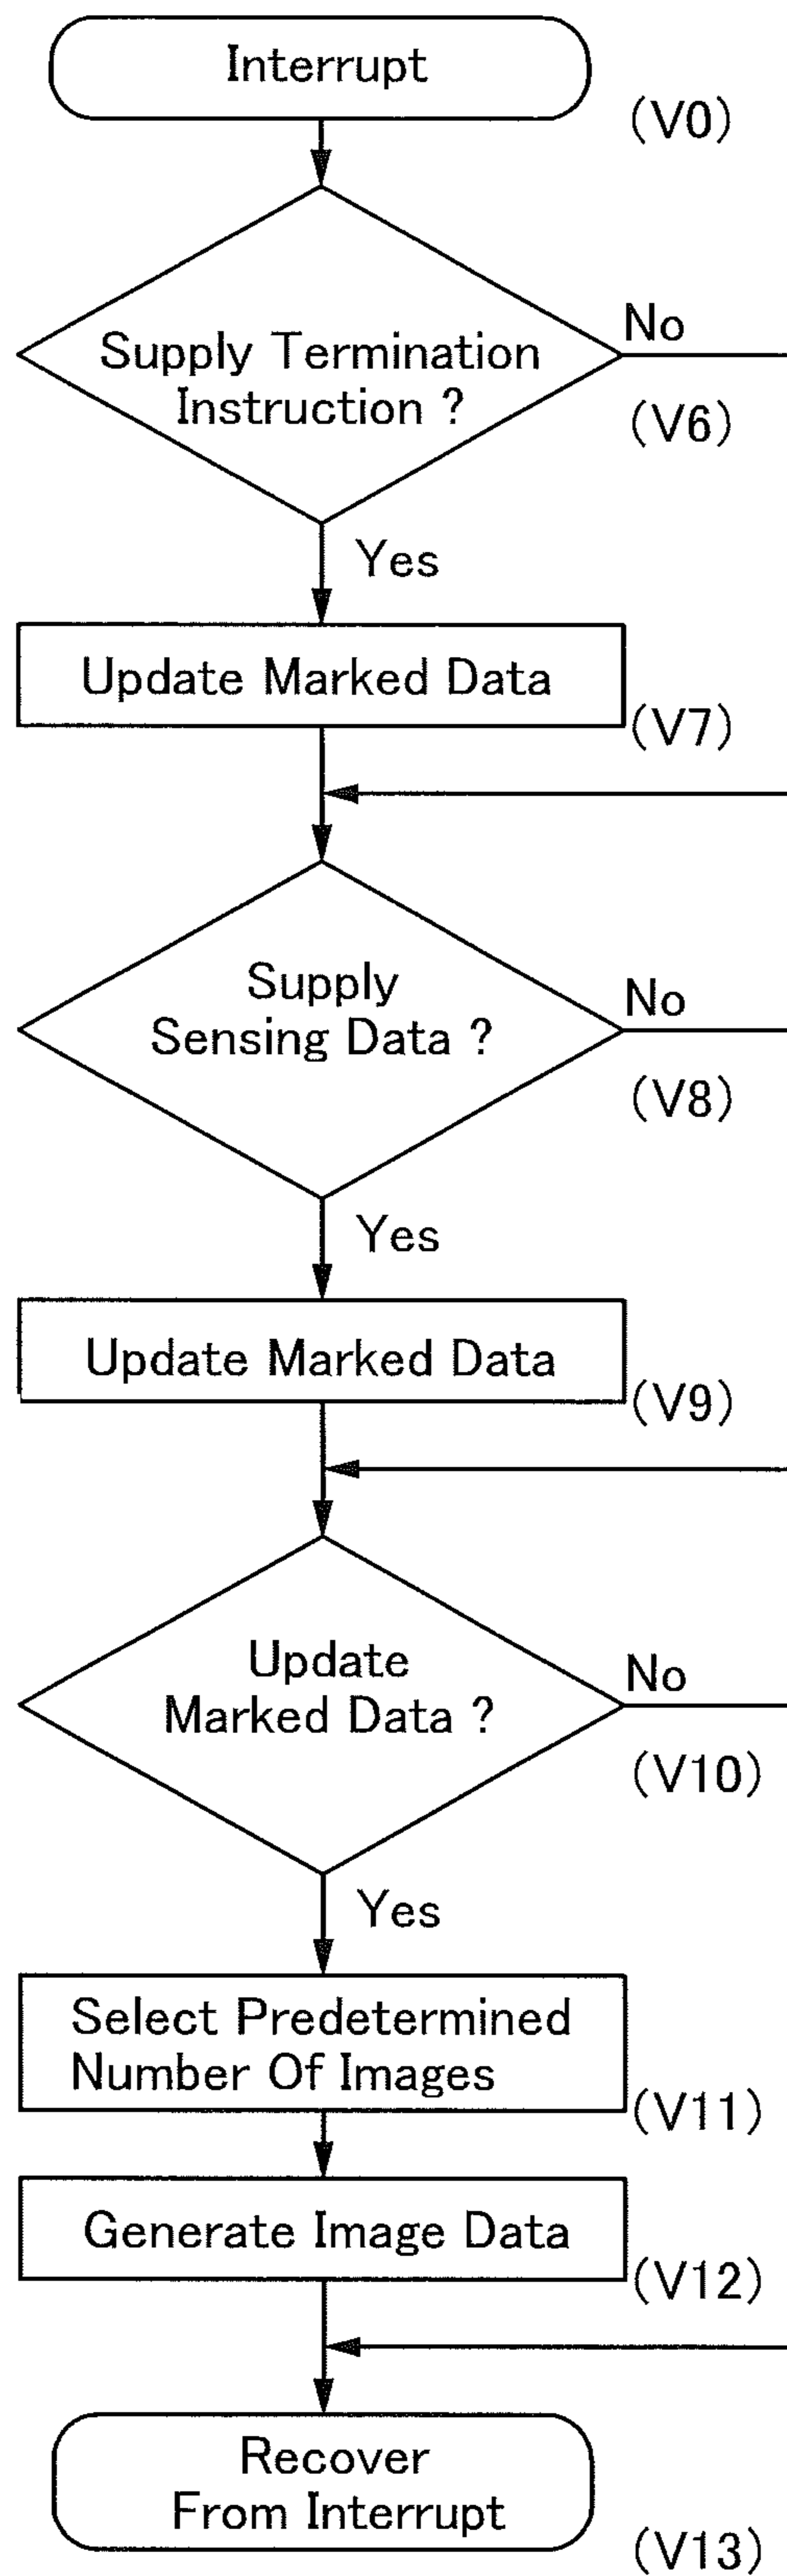 Interrupt
(V0)
Supply Termination
Instruction ?
No
(V6)
Yes
Update Marked Data
(V7)
Supply
Sensing Data ?
No
(V8)
Yes
Update Marked Data
(V9)
Update
Marked Data ?
No
(V10)
Yes
Select Predetermined
Number Of Images
(V11)
Generate Image Data
(V12)
Recover
From Interrupt
(V13)